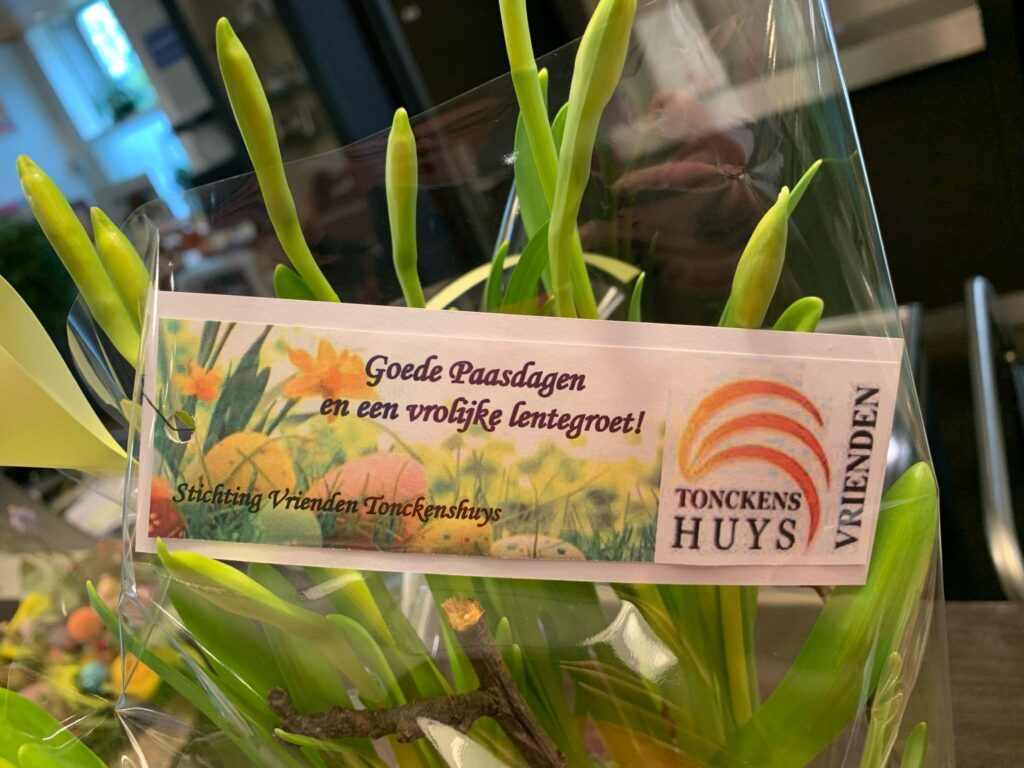 Goede Paasdagen
en een vrolijke lentegroet!
Stichting Vrienden Tonckenshuys
TONCKENS
HUYS
VRIENDEN